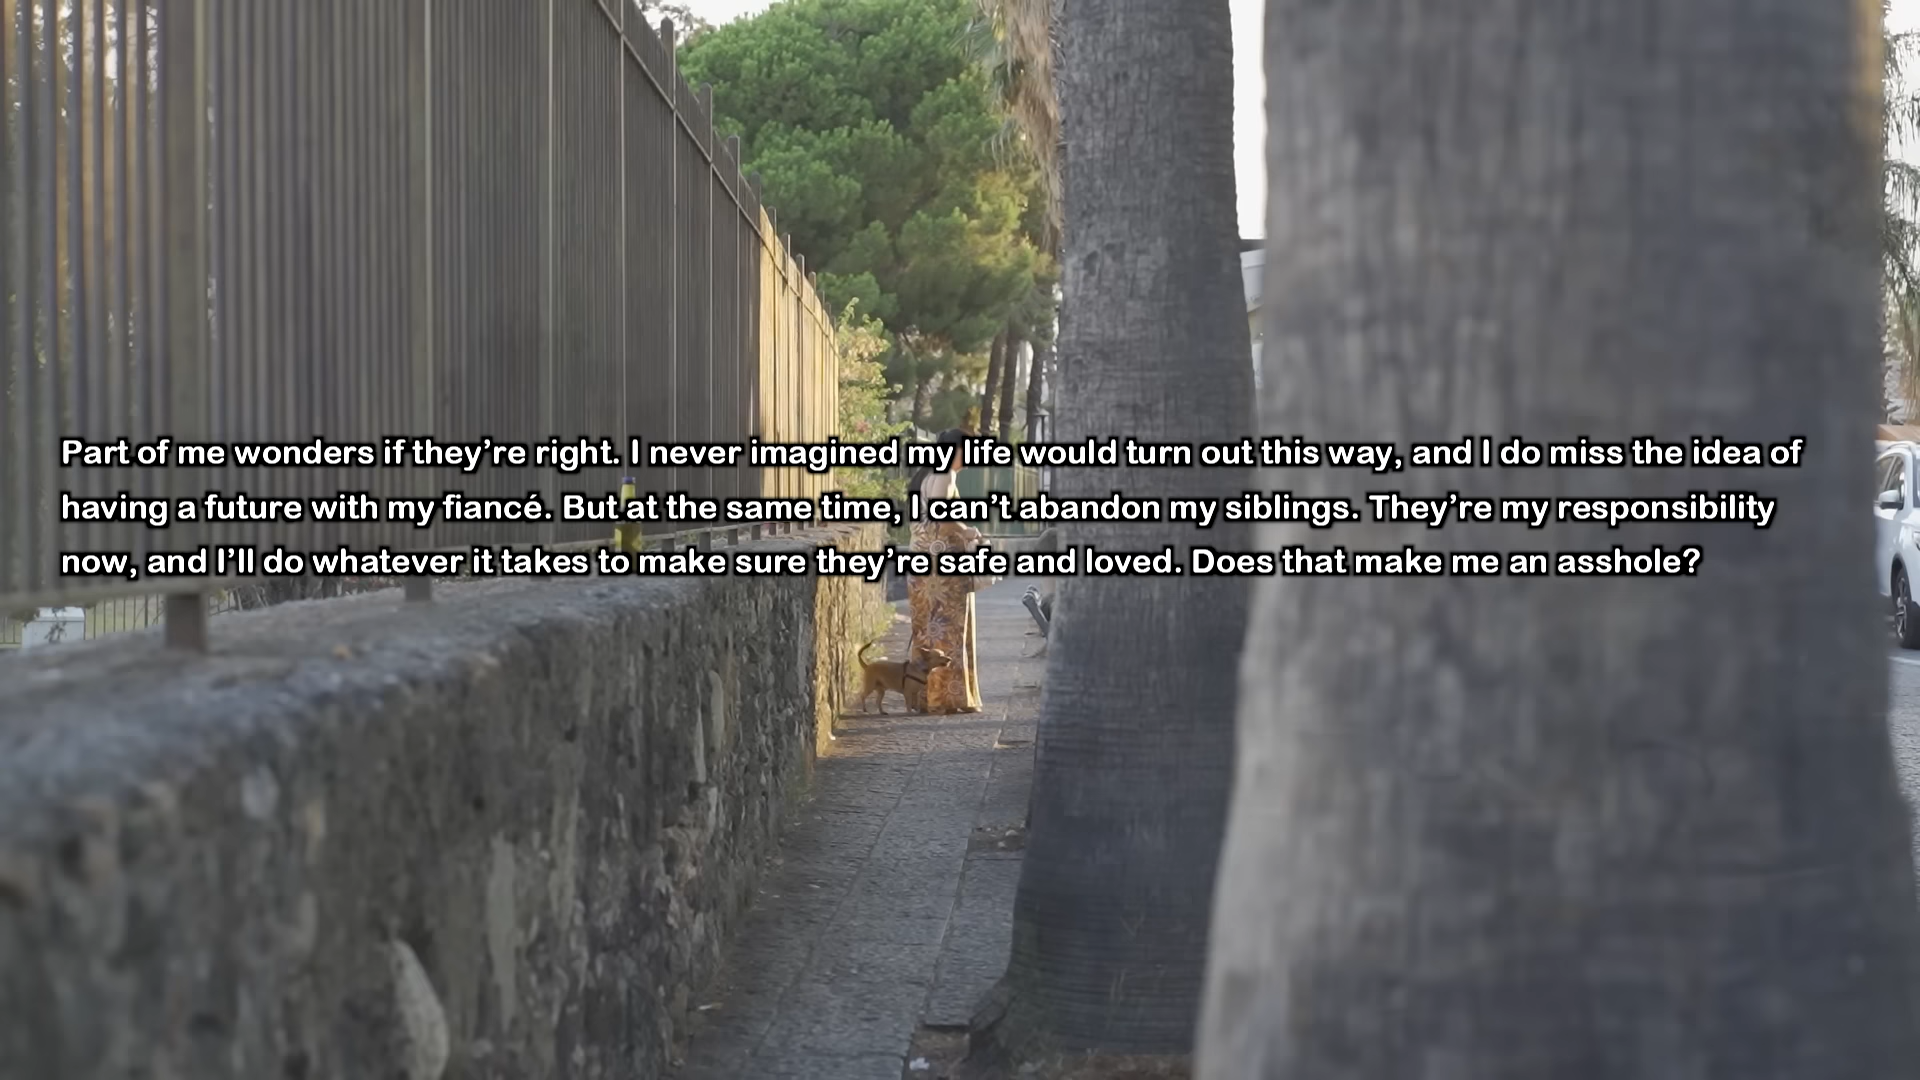 Part of me wonders if they’re right. I never imagined my life would turn out this way, and I do miss the idea of
having a future with my fiancé. But at the same time, I can’t abandon my siblings. They’re my responsibility
now, and I’ll do whatever it takes to make sure they’re safe and loved. Does that make me an asshole?